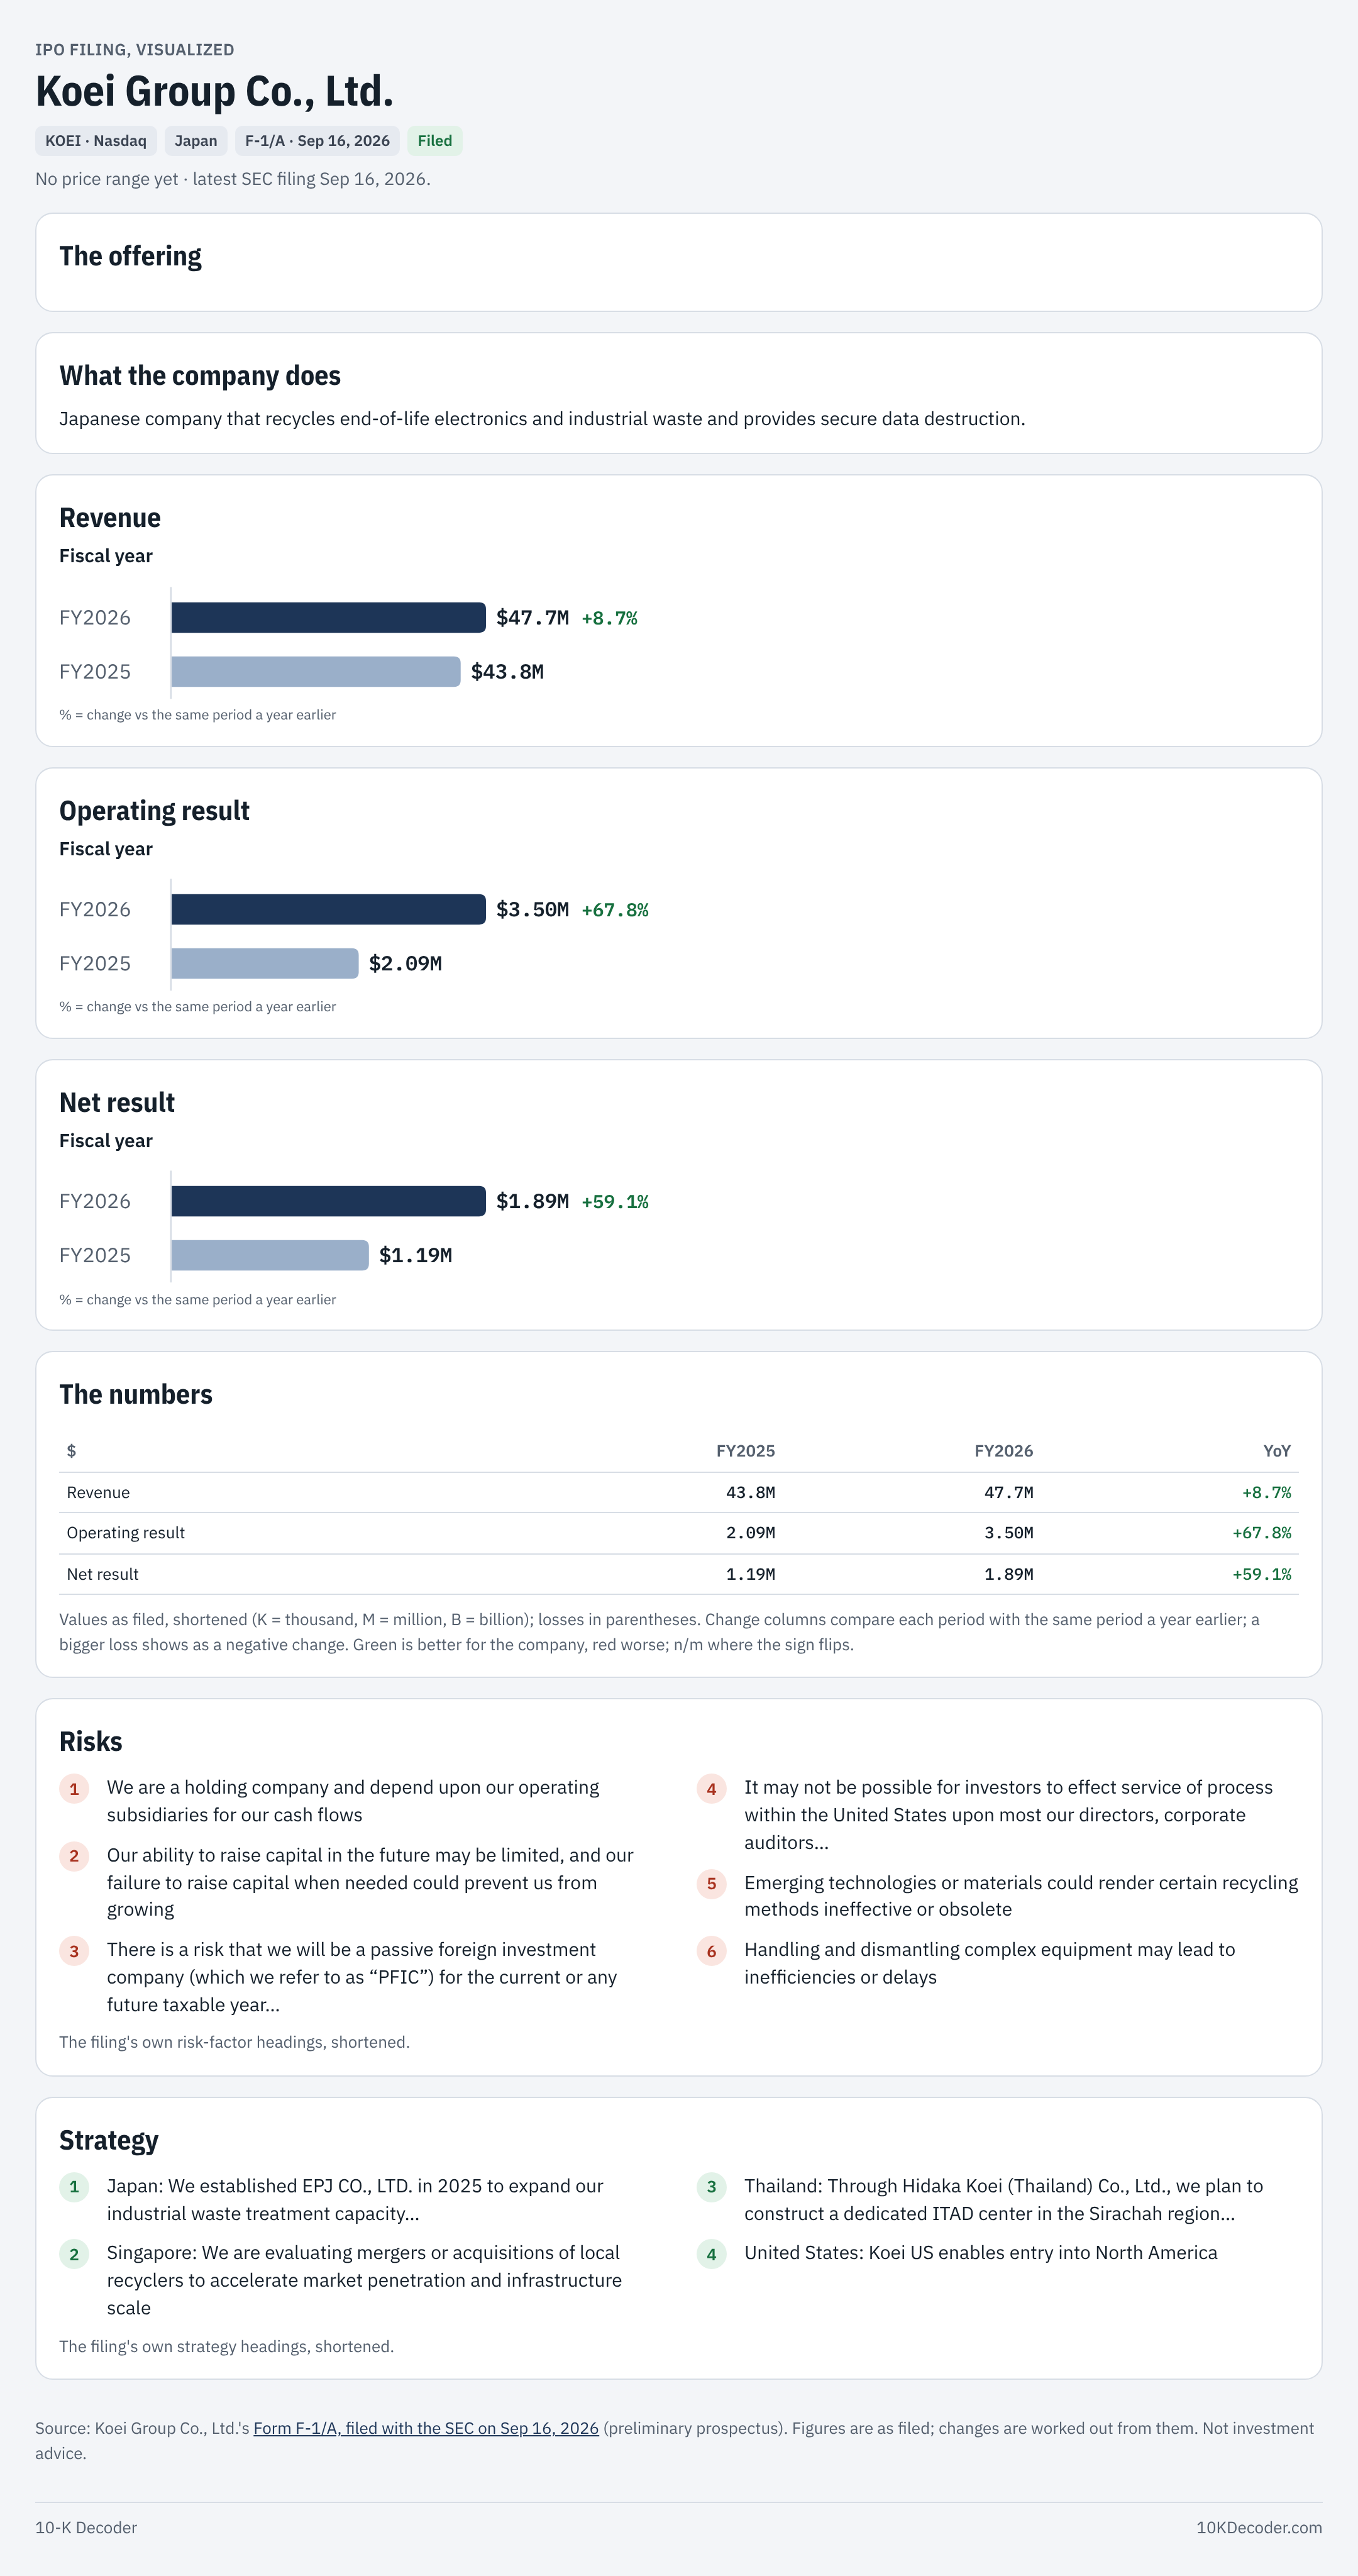 IPO FILING, VISUALIZED
Koei Group Co., Ltd.
KOEI · Nasdaq Japan F-1/A · Sep 16, 2026 Filed
No price range yet · latest SEC filing Sep 16, 2026.
The offering
What the company does
Japanese company that recycles end-of-life electronics and industrial waste and provides secure data destruction.
Revenue
Fiscal year
FY2026 $47.7M +8.7%
FY2025 $43.8M
% = change vs the same period a year earlier
Operating result
Fiscal year
FY2026 $3.50M +67.8%
FY2025 $2.09M
% = change vs the same period a year earlier
Net result
Fiscal year
FY2026 $1.89M +59.1%
FY2025 $1.19M
% = change vs the same period a year earlier
The numbers
$ FY2025 FY2026 YoY
Revenue 43.8M 47.7M +8.7%
Operating result 2.09M 3.50M +67.8%
Net result 1.19M 1.89M +59.1%
Values as filed, shortened (K = thousand, M = million, B = billion); losses in parentheses. Change columns compare each period with the same period a year earlier; a
bigger loss shows as a negative change. Green is better for the company, red worse; n/m where the sign flips.
Risks
1 We are a holding company and depend upon our operating
subsidiaries for our cash flows
2 Our ability to raise capital in the future may be limited, and our
failure to raise capital when needed could prevent us from
growing
3 There is a risk that we will be a passive foreign investment
company (which we refer to as “PFIC”) for the current or any
future taxable year…
4 It may not be possible for investors to effect service of process
within the United States upon most our directors, corporate
auditors…
5 Emerging technologies or materials could render certain recycling
methods ineffective or obsolete
6 Handling and dismantling complex equipment may lead to
inefficiencies or delays
The filing's own risk-factor headings, shortened.
Strategy
1 Japan: We established EPJ CO., LTD. in 2025 to expand our
industrial waste treatment capacity…
2 Singapore: We are evaluating mergers or acquisitions of local
recyclers to accelerate market penetration and infrastructure
scale
3 Thailand: Through Hidaka Koei (Thailand) Co., Ltd., we plan to
construct a dedicated ITAD center in the Sirachah region…
4 United States: Koei US enables entry into North America
The filing's own strategy headings, shortened.
Source: Koei Group Co., Ltd.'s Form F-1/A, filed with the SEC on Sep 16, 2026 (preliminary prospectus). Figures are as filed; changes are worked out from them. Not investment
advice.
10-K Decoder 10KDecoder.com